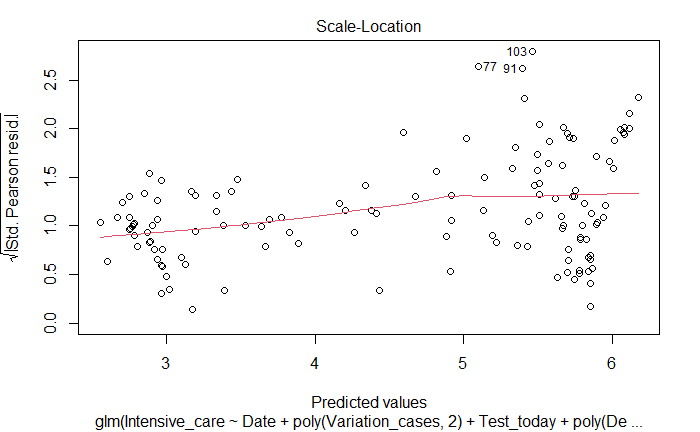 Scale-Location
√|Std. Pearson resid.|
2.5
2.0
1.5
1.0
0.5
0.0
103
77
91
3 4 5 6
Predicted values
glm(Intensive_care ~ Date + poly(Variation_cases, 2) + Test_today + poly(De ...